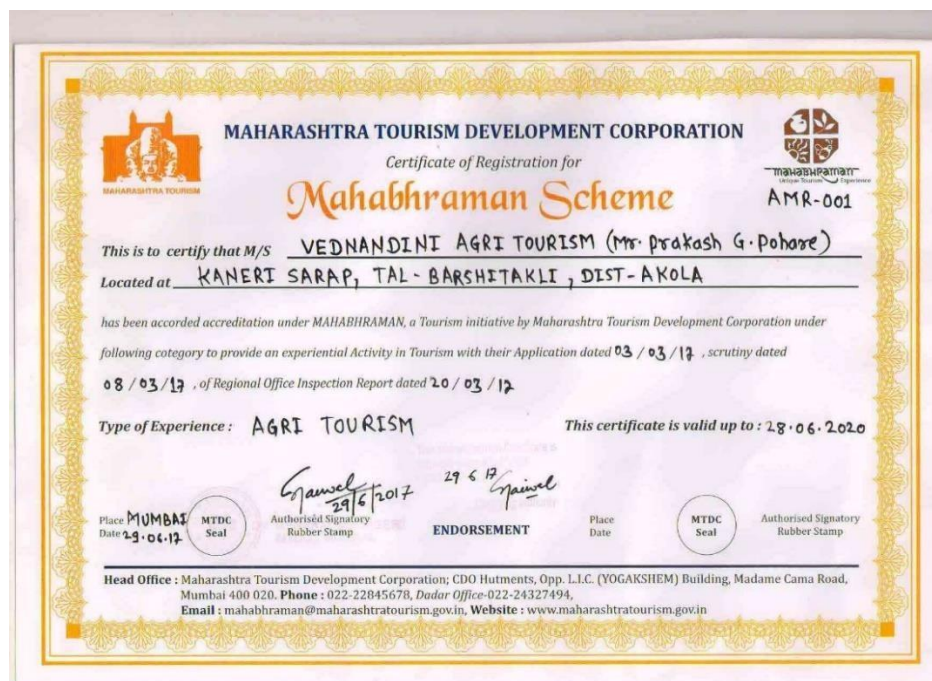 MAHARASHTRA TOURISM DEVELOPMENT CORPORATION
Certificate of Registration for
Mahabhraman Scheme
MAHARASHTRA TOURISM
maHaBHRaman
Unique Tourism Experience
AMR-001
This is to certify that M/S VEDNANDINI AGRI TOURISM (Mr. Prakash G. Pohare)
Located at KANERI SARAP, TAL-BARSHITAKLI, DIST-AKOLA
has been accorded accreditation under MAHABHRAMAN, a Tourism initiative by Maharashtra Tourism Development Corporation under
following category to provide an experiential Activity in Tourism with their Application dated 03/03/17, scrutiny dated
08/03/17, of Regional Office Inspection Report dated 20/03/17
Type of Experience : AGRI TOURISM This certificate is valid up to : 28.06.2020
29/6/2017 29 6 17
Place MUMBAI MTDC Authorised Signatory Place MTDC Authorised Signatory
Date 29.06.17 Seal Rubber Stamp ENDORSEMENT Date Seal Rubber Stamp
Head Office : Maharashtra Tourism Development Corporation; CDO Hutments, Opp. L.I.C. (YOGAKSHEM) Building, Madame Cama Road,
Mumbai 400 020. Phone : 022-22845678, Dadar Office-022-24327494,
Email : mahabhraman@maharashtratourism.gov.in, Website : www.maharashtratourism.gov.in